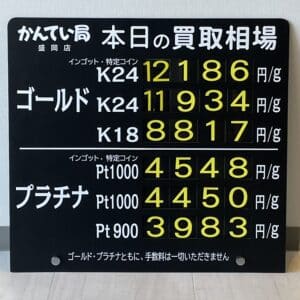 かんてい局 本日の買取相場
盛岡店
インゴット・特定コイン
K24 12186 円/g
ゴールド K24 11934 円/g
K18 8817 円/g
インゴット・特定コイン
Pt1000 4548 円/g
プラチナ Pt1000 4450 円/g
Pt900 3983 円/g
ゴールド・プラチナともに、手数料は一切いただきません